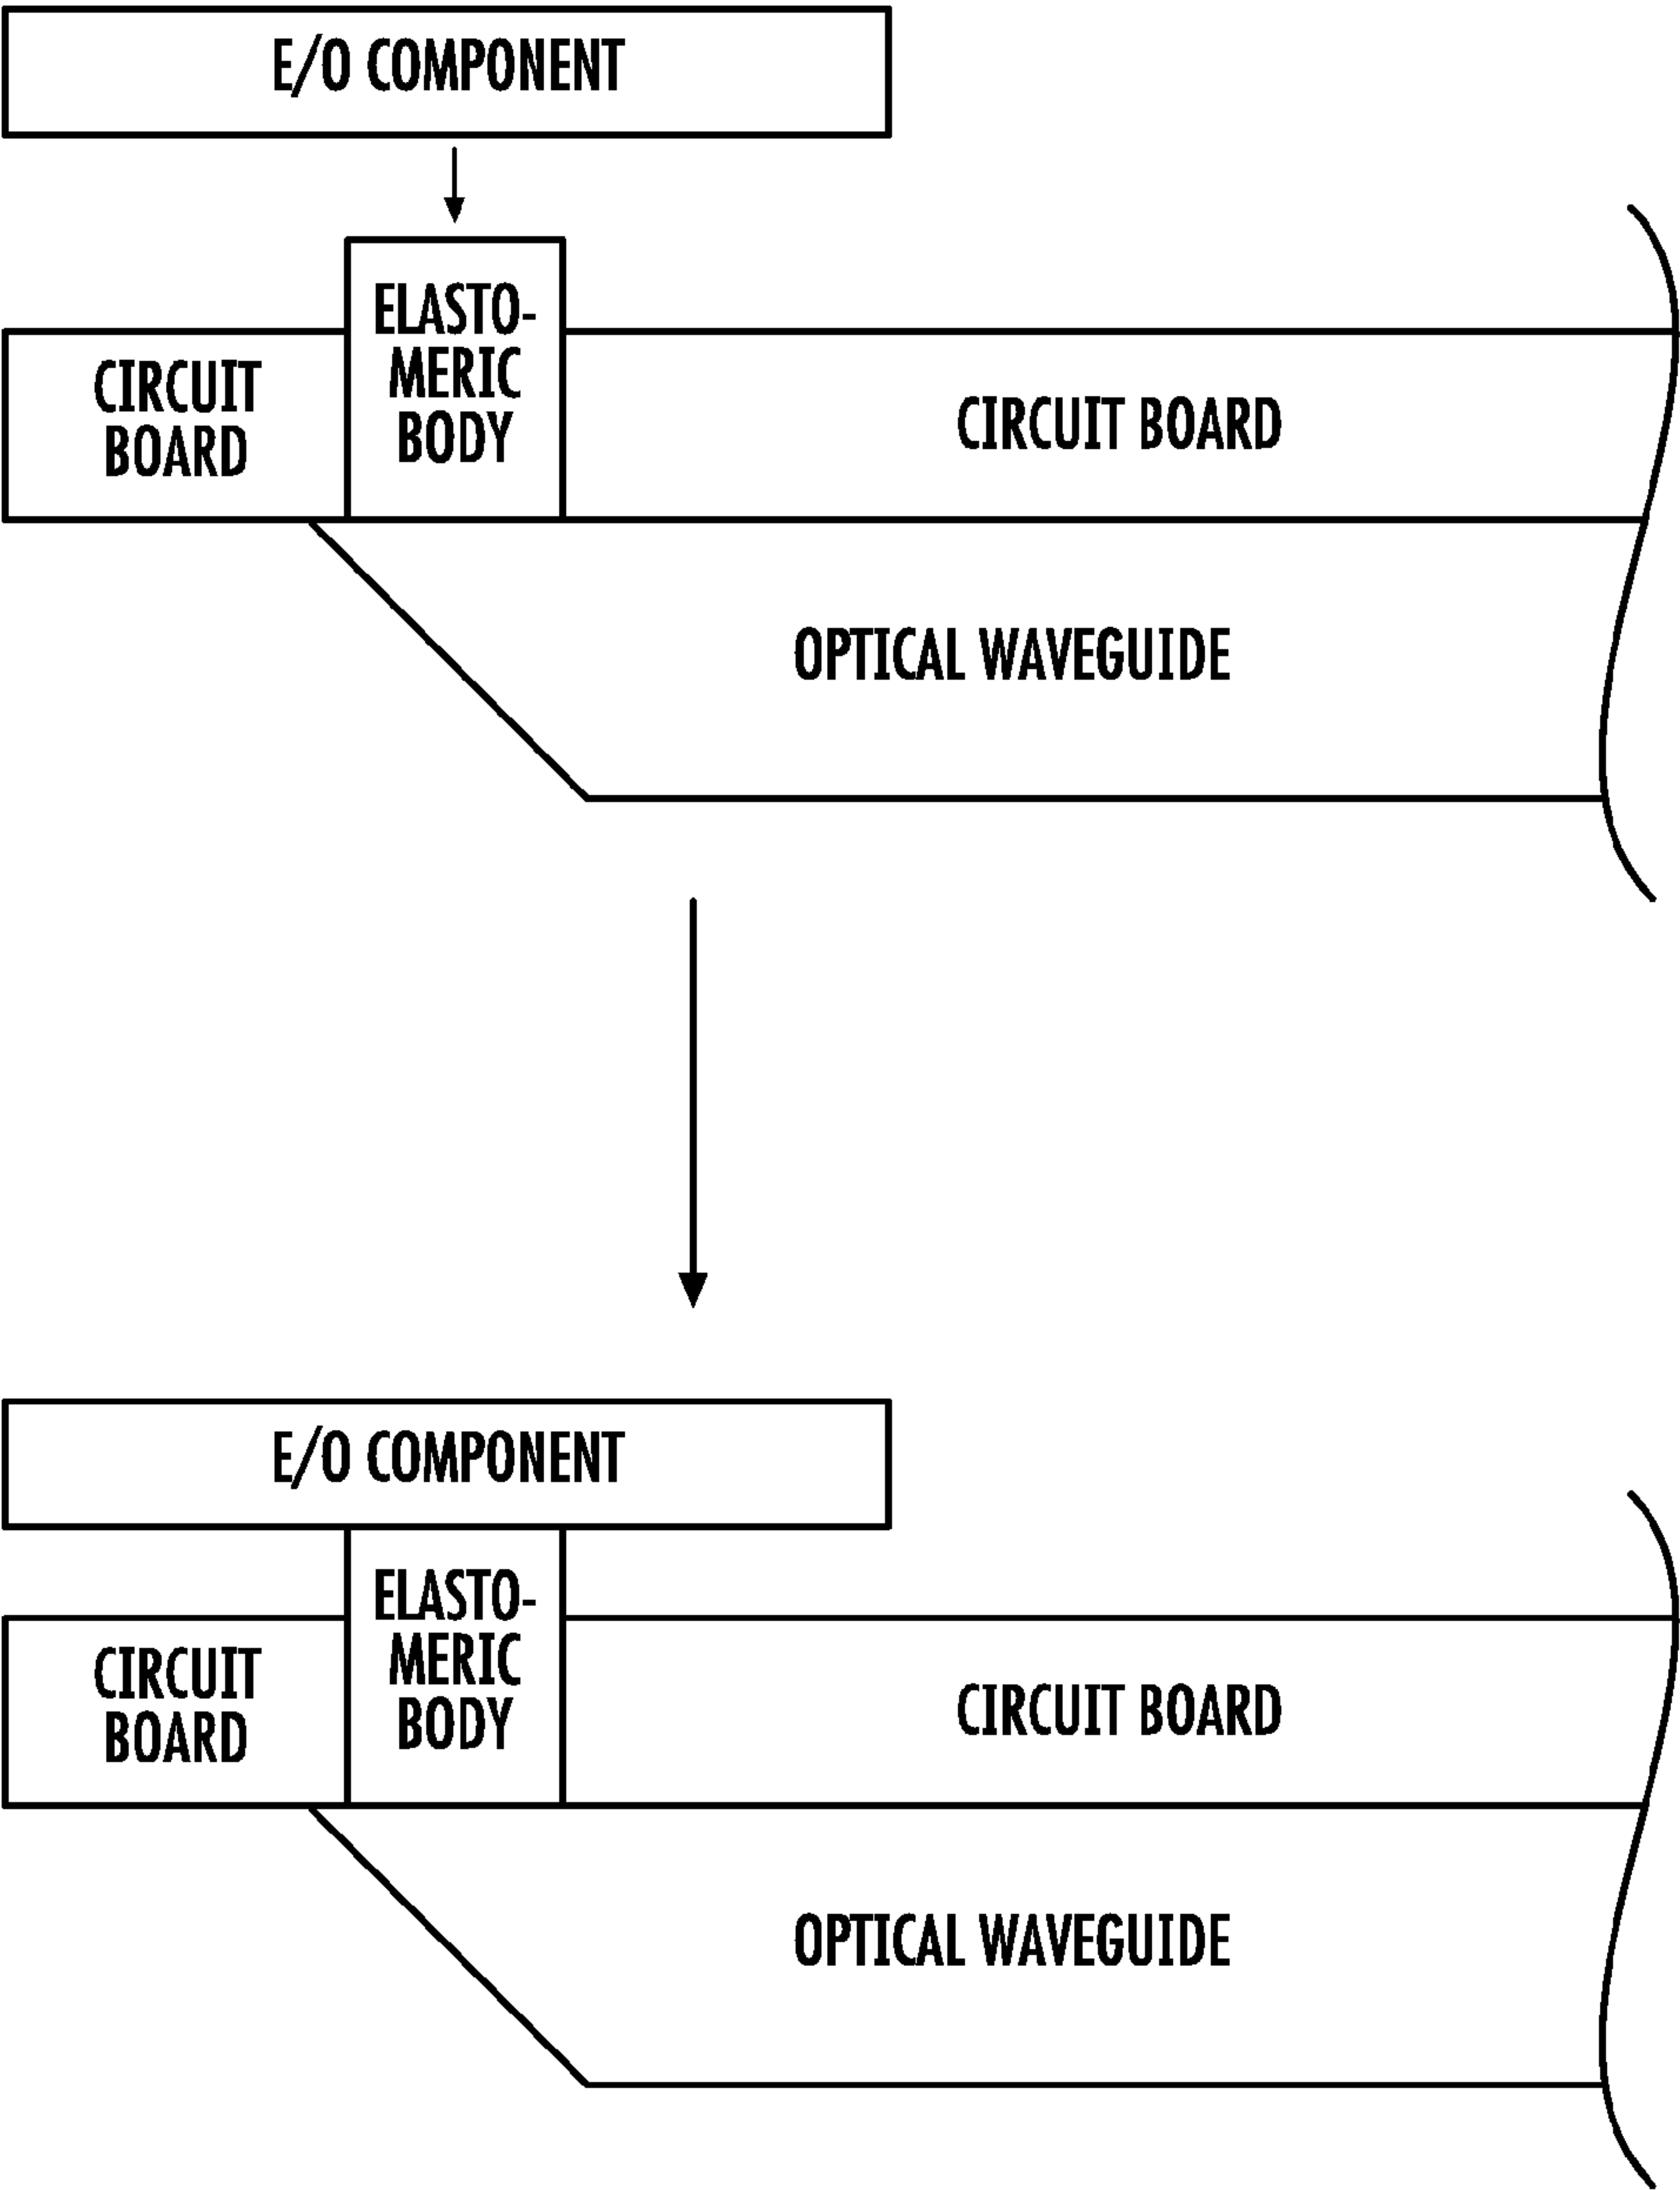 E/O COMPONENT
ELASTO-
MERIC
BODY
CIRCUIT
BOARD
CIRCUIT BOARD
OPTICAL WAVEGUIDE
E/O COMPONENT
ELASTO-
MERIC
BODY
CIRCUIT
BOARD
CIRCUIT BOARD
OPTICAL WAVEGUIDE